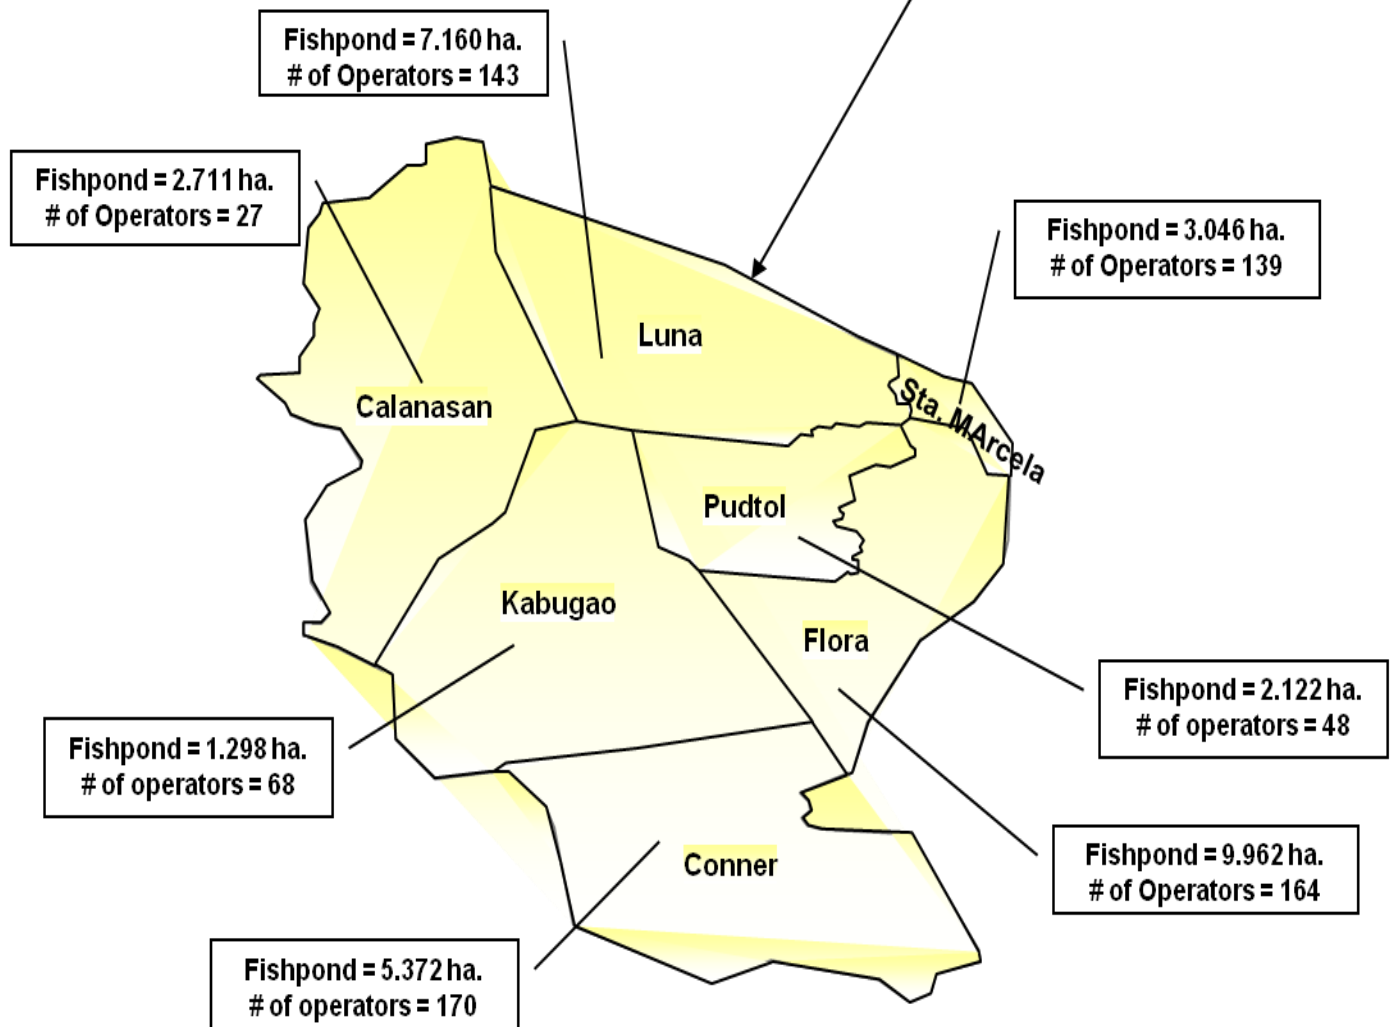 Fishpond = 7.160 ha.
# of Operators = 143
Fishpond = 2.711 ha.
# of Operators = 27
Fishpond = 3.046 ha.
# of Operators = 139
Luna
Calanasan
Sta. MArcela
Pudtol
Kabugao
Flora
Fishpond = 2.122 ha.
# of operators = 48
Fishpond = 1.298 ha.
# of operators = 68
Conner
Fishpond = 9.962 ha.
# of Operators = 164
Fishpond = 5.372 ha.
# of operators = 170